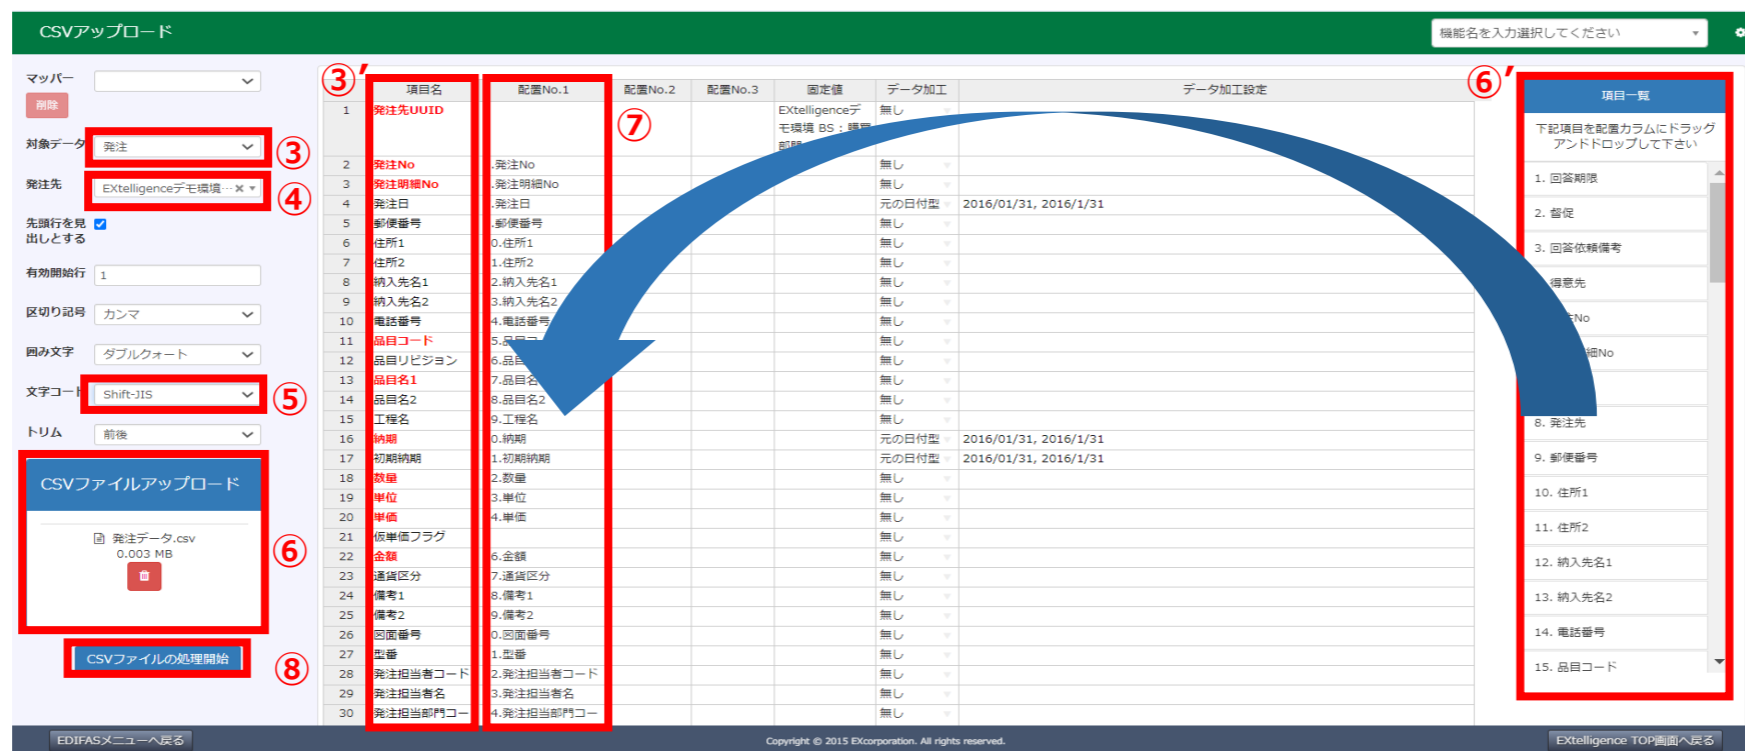 CSVアップロード
機能名を入力選択してください
マッパー
削除
対象データ 発注
③
発注先 EXtelligenceデモ環境…
④
先頭行を見
出しとする
有効開始行 1
区切り記号 カンマ
囲み文字 ダブルクォート
文字コード Shift-JIS
⑤
トリム 前後
CSVファイルアップロード
発注データ.csv
0.003 MB
⑥
CSVファイルの処理開始
⑧
③′
⑦
項目名 配置No.1 配置No.2 配置No.3 固定値 データ加工 データ加工設定
1 発注先UUID EXtelligenceデ 無し
モ環境 BS:購買
2 発注No .発注No 無し
3 発注明細No .発注明細No 無し
4 発注日 .発注日 元の日付型 2016/01/31, 2016/1/31
5 郵便番号 .郵便番号 無し
6 住所1 0.住所1 無し
7 住所2 1.住所2 無し
8 納入先名1 2.納入先名1 無し
9 納入先名2 3.納入先名2 無し
10 電話番号 4.電話番号 無し
11 品目コード 5.品目コ 無し
12 品目リビジョン 6.品目 無し
13 品目名1 7.品目名 無し
14 品目名2 8.品目名2 無し
15 工程名 9.工程名 無し
16 納期 0.納期 元の日付型 2016/01/31, 2016/1/31
17 初期納期 1.初期納期 元の日付型 2016/01/31, 2016/1/31
18 数量 2.数量 無し
19 単位 3.単位 無し
20 単価 4.単価 無し
21 仮単価フラグ 無し
22 金額 6.金額 無し
23 通貨区分 7.通貨区分 無し
24 備考1 8.備考1 無し
25 備考2 9.備考2 無し
26 図面番号 0.図面番号 無し
27 型番 1.型番 無し
28 発注担当者コード 2.発注担当者コード 無し
29 発注担当者名 3.発注担当者名 無し
30 発注担当部門コー 4.発注担当部門コー 無し
⑥′
項目一覧
下記項目を配置カラムにドラッグ
アンドドロップして下さい
1. 回答期限
2. 督促
3. 回答依頼備考
得意先
No
細No
8. 発注先
9. 郵便番号
10. 住所1
11. 住所2
12. 納入先名1
13. 納入先名2
14. 電話番号
15. 品目コード
EDIFASメニューへ戻る
Copyright © 2015 EXcorporation. All rights reserved.
EXtelligence TOP画面へ戻る